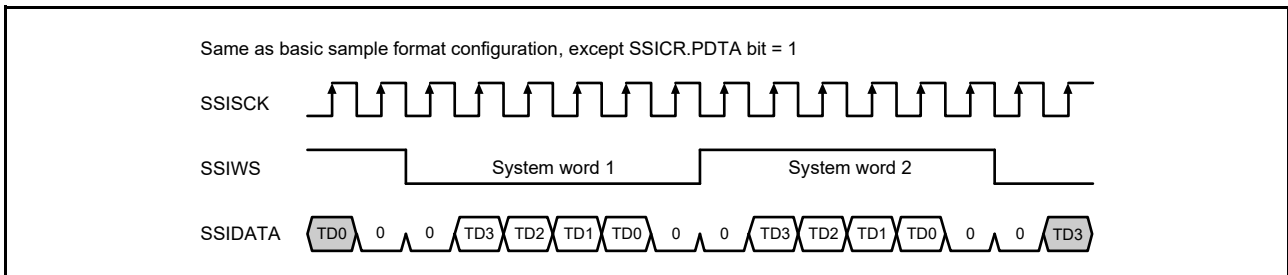 Same as basic sample format configuration, except SSICR.PDTA bit = 1
SSISCK
SSIWS System word 1 System word 2
SSIDATA TD0 0 0 TD3 TD2 TD1 TD0 0 0 TD3 TD2 TD1 TD0 0 0 TD3